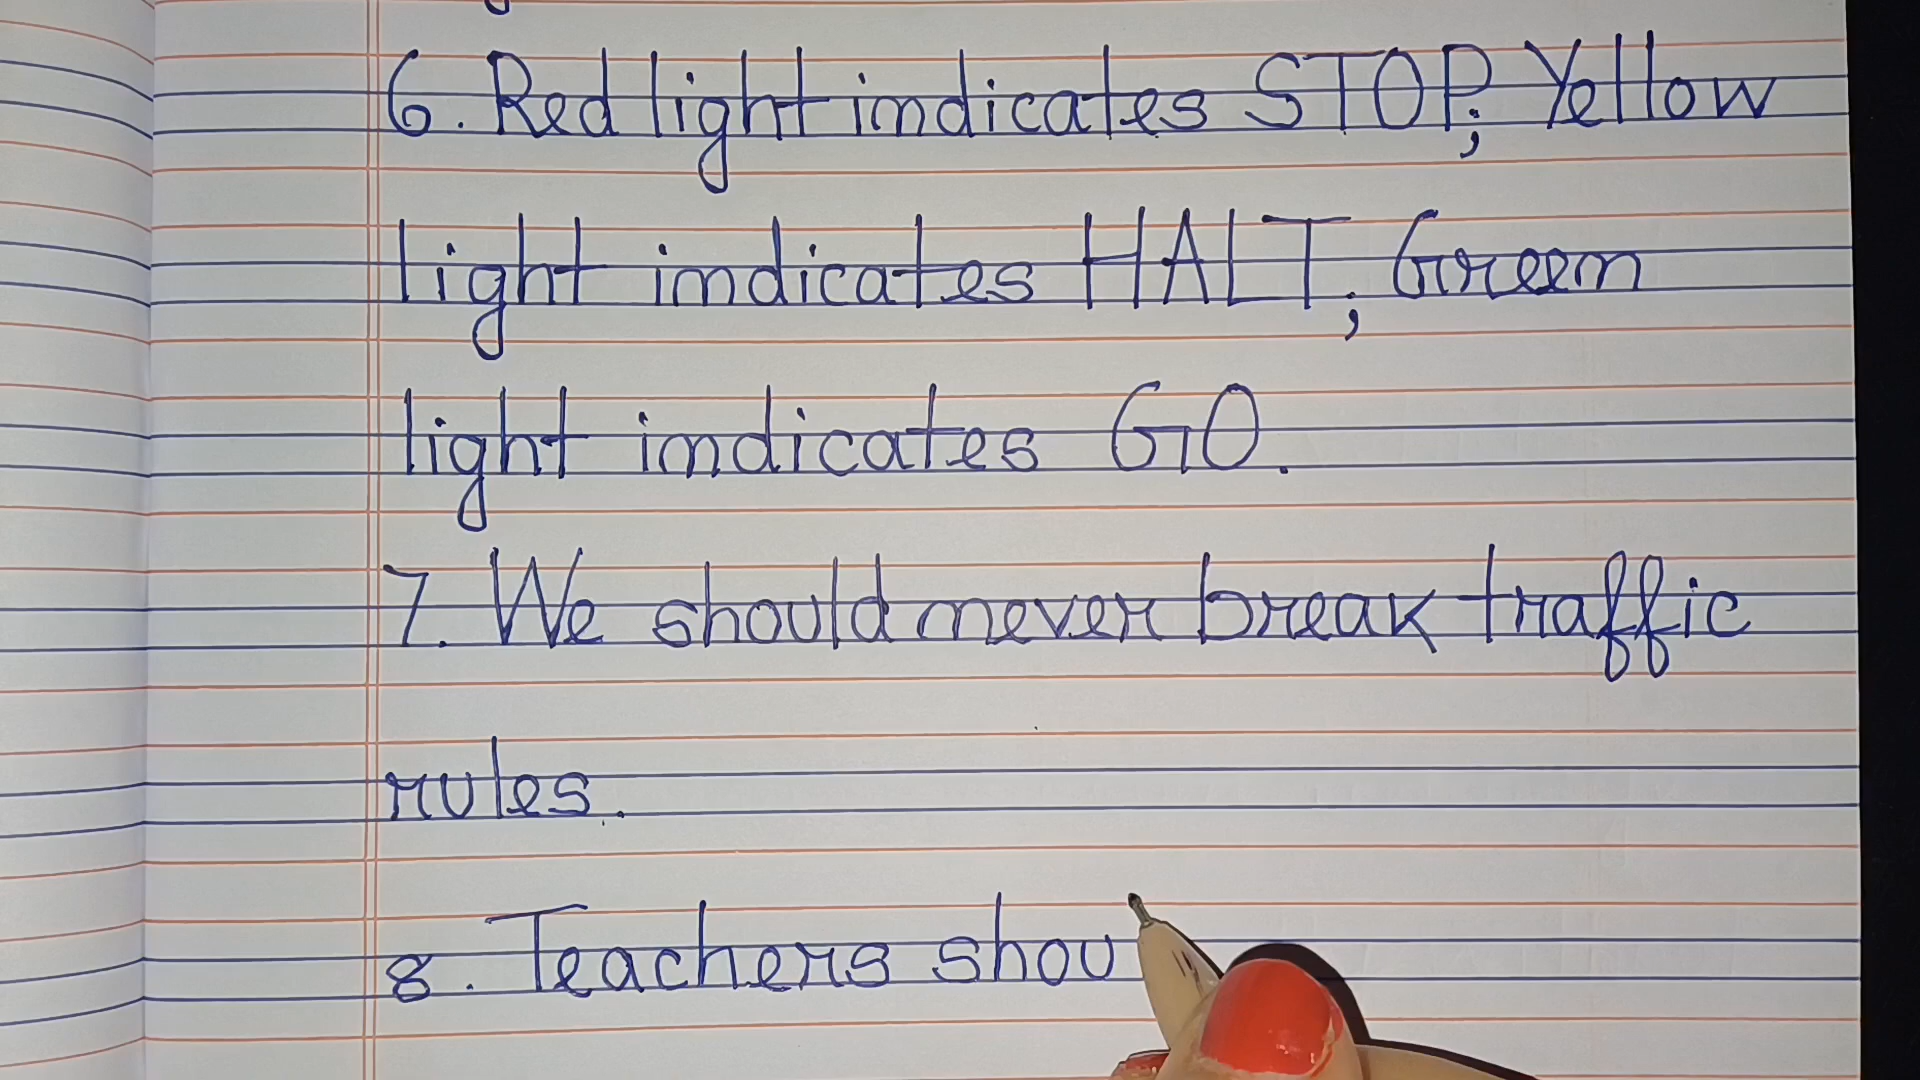 6. Red light indicates STOP; Yellow
light indicates HALT; Green
light indicates GO.
7. We should never break traffic
rules.
8. Teachers shou